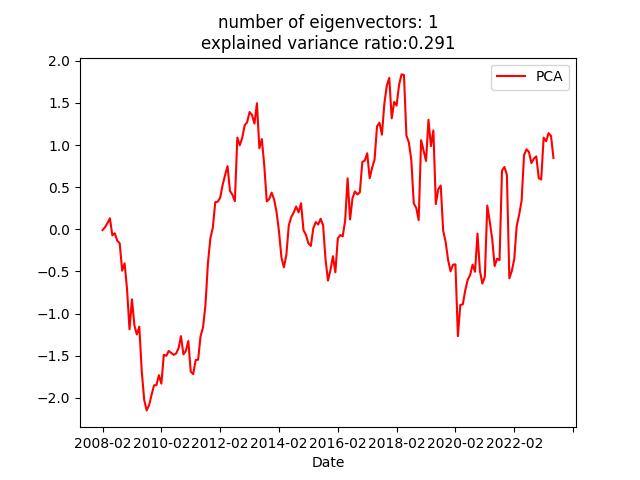 number of eigenvectors: 1
explained variance ratio:0.291
PCA
2.0
1.5
1.0
0.5
0.0
−0.5
−1.0
−1.5
−2.0
2008-02 2010-02 2012-02 2014-02 2016-02 2018-02 2020-02 2022-02
Date